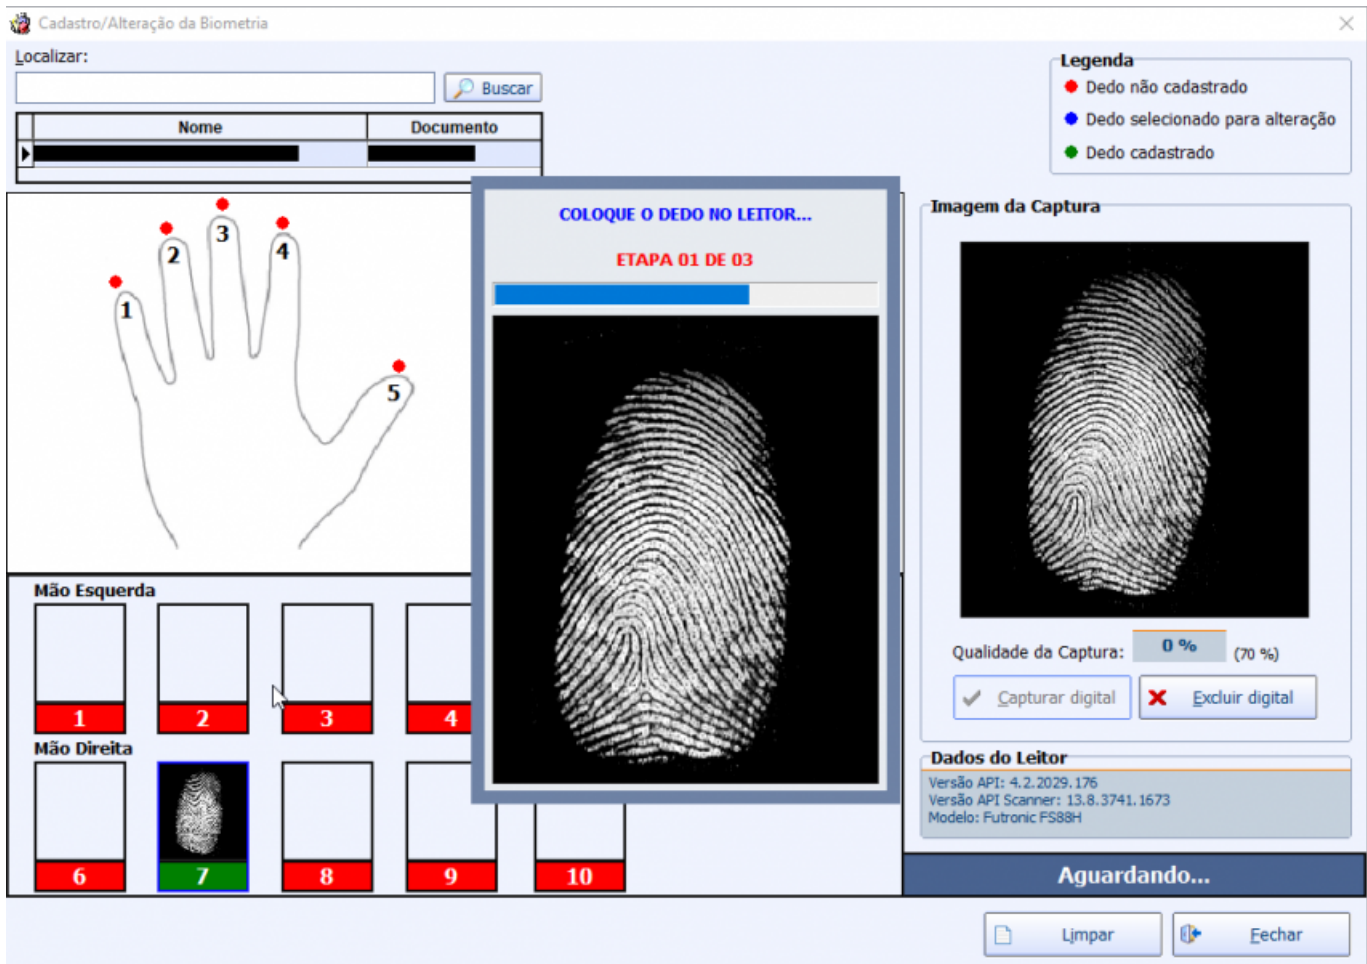 Cadastro/Alteração da Biometria
Localizar:
Buscar
Nome Documento
Legenda
Dedo não cadastrado
Dedo selecionado para alteração
Dedo cadastrado
1
2
3
4
5
COLOQUE O DEDO NO LEITOR...
ETAPA 01 DE 03
Imagem da Captura
Qualidade da Captura: 0 % (70 %)
Capturar digital Excluir digital
Mão Esquerda
1 2 3 4
Mão Direita
6 7 8 9 10
Dados do Leitor
Versão API: 4.2.2029.176
Versão API Scanner: 13.8.3741.1673
Modelo: Futronic FS88H
Aguardando...
Limpar Fechar